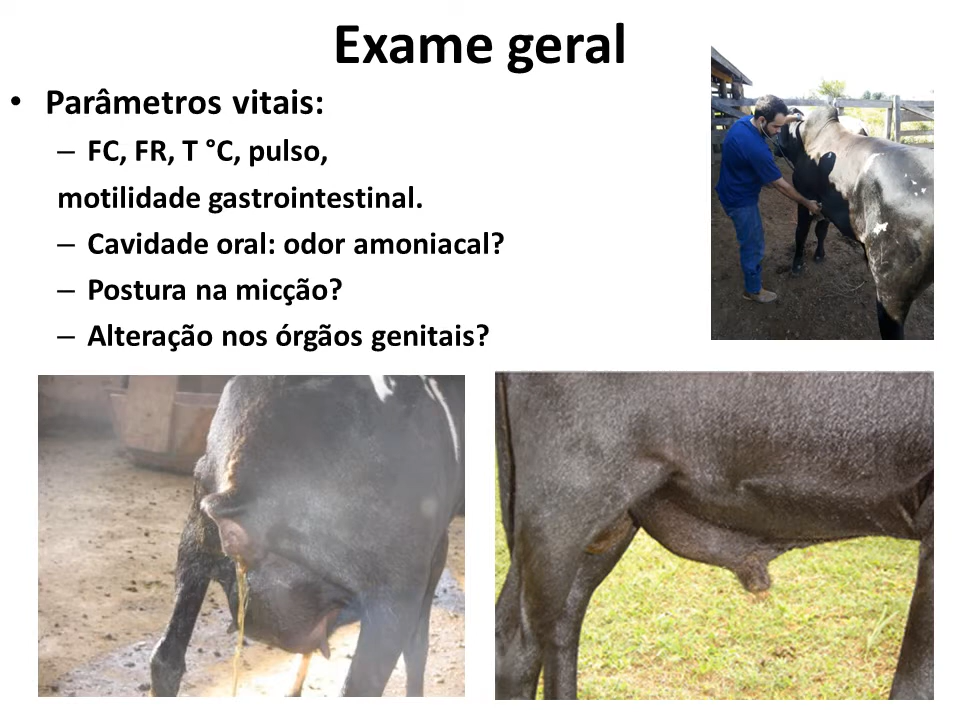 Exame geral
• Parâmetros vitais:
– FC, FR, T °C, pulso,
motilidade gastrointestinal.
– Cavidade oral: odor amoniacal?
– Postura na micção?
– Alteração nos órgãos genitais?